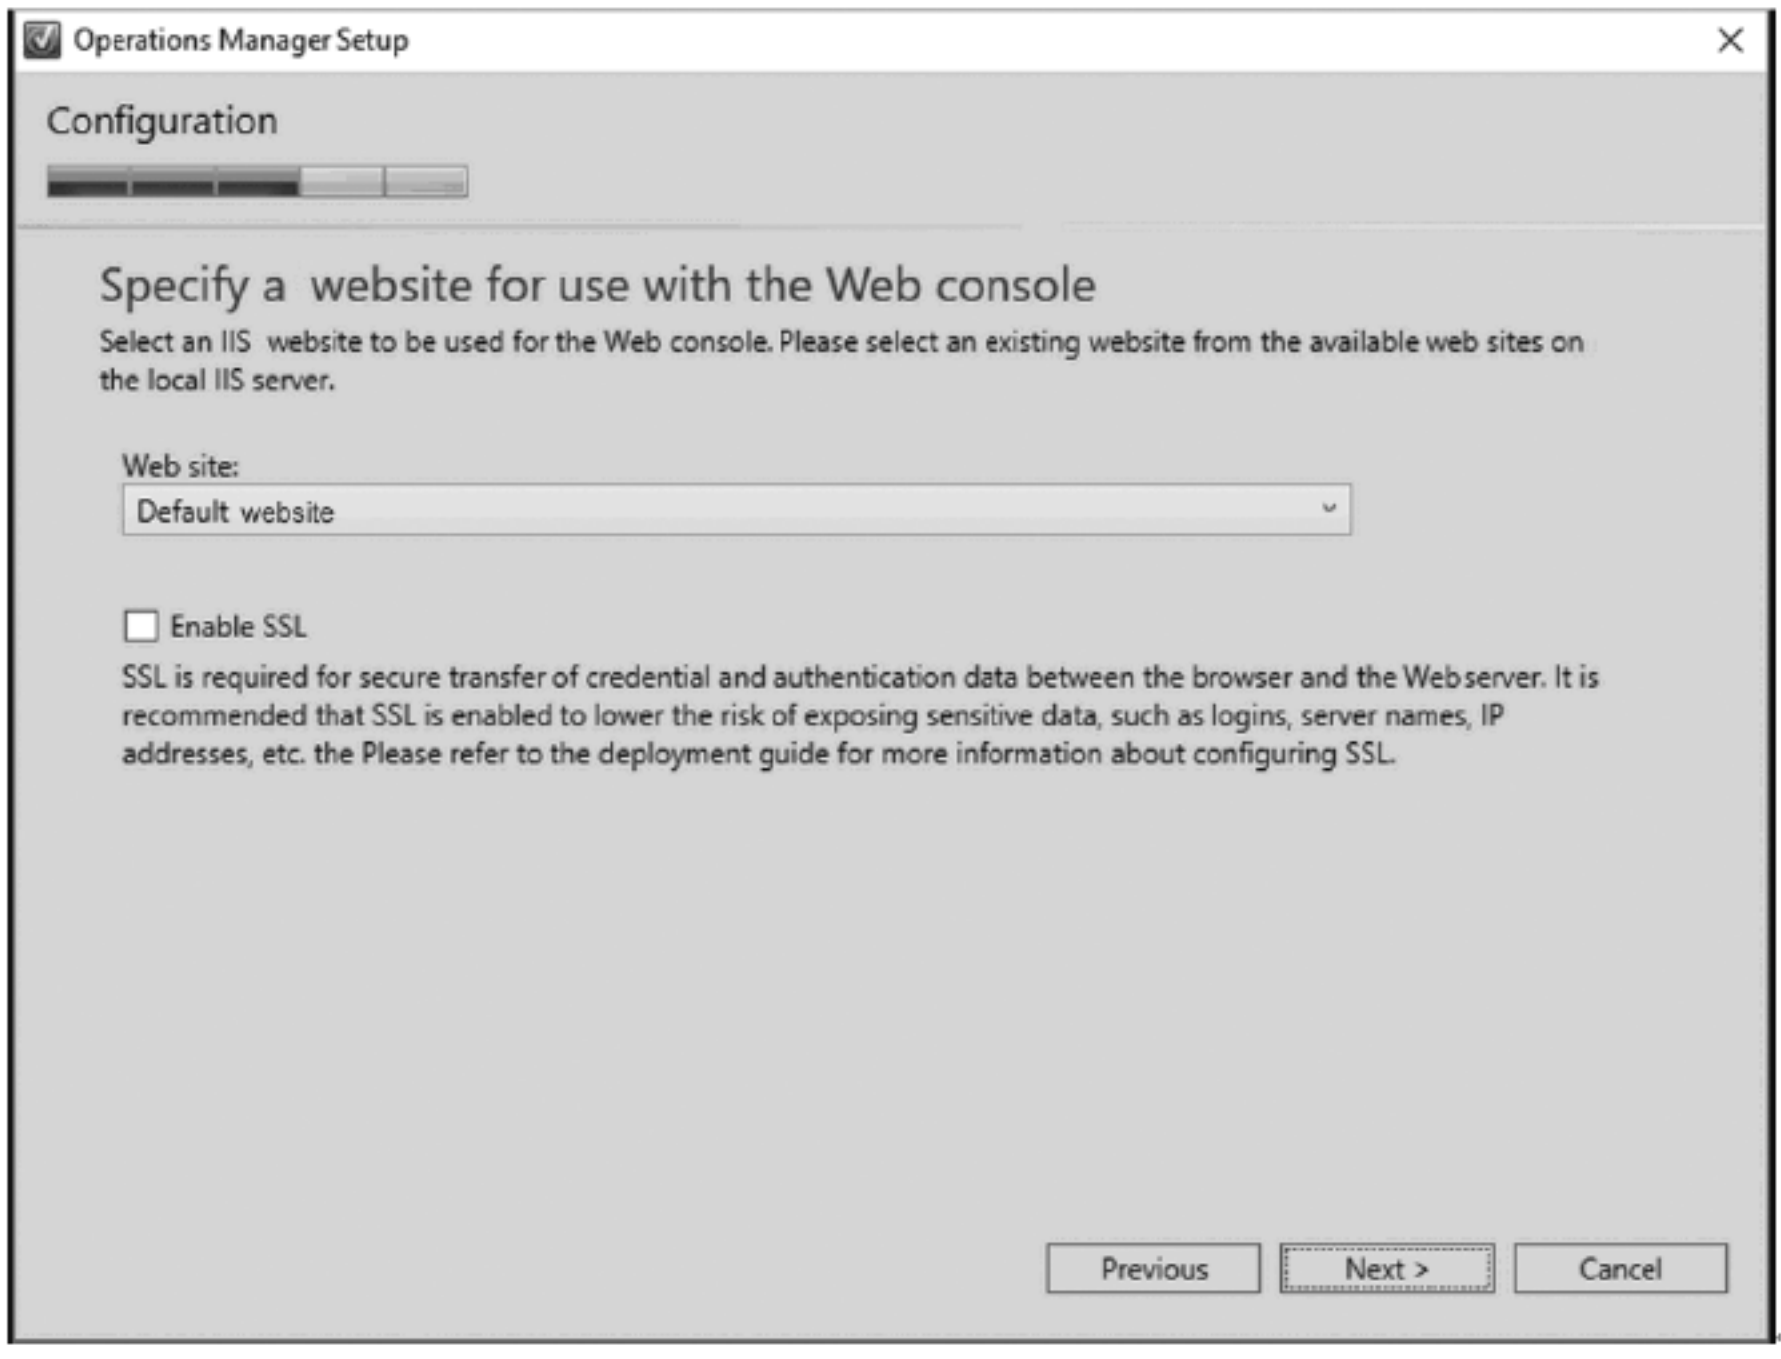 Operations Manager Setup
Configuration
Specify a website for use with the Web console
Select an IIS website to be used for the Web console. Please select an existing website from the available web sites on
the local IIS server.
Web site:
Default website
Enable SSL
SSL is required for secure transfer of credential and authentication data between the browser and the Webserver. It is
recommended that SSL is enabled to lower the risk of exposing sensitive data, such as logins, server names, IP
addresses, etc. the Please refer to the deployment guide for more information about configuring SSL.
Previous
Next >
Cancel